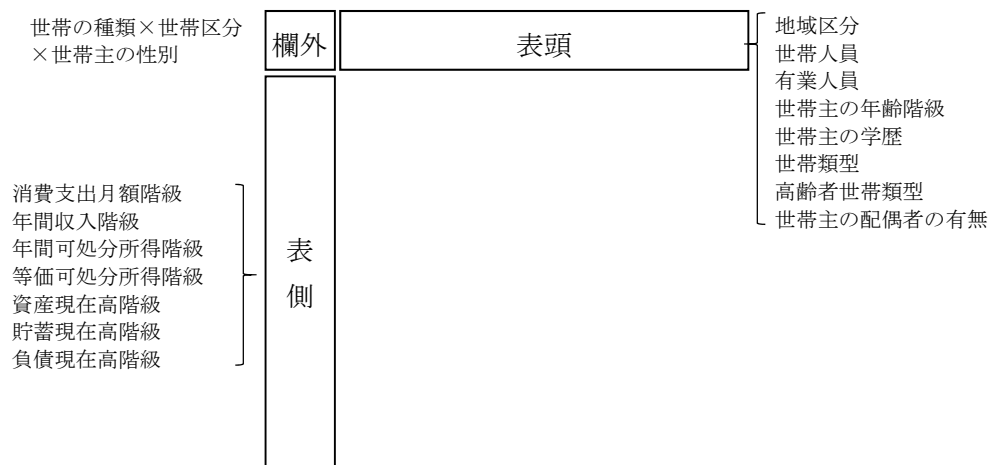 世帯の種類×世帯区分
×世帯主の性別
欄外
表頭
地域区分
世帯人員
有業人員
世帯主の年齢階級
世帯主の学歴
世帯類型
高齢者世帯類型
世帯主の配偶者の有無
消費支出月額階級
年間収入階級
年間可処分所得階級
等価可処分所得階級
資産現在高階級
貯蓄現在高階級
負債現在高階級
表側